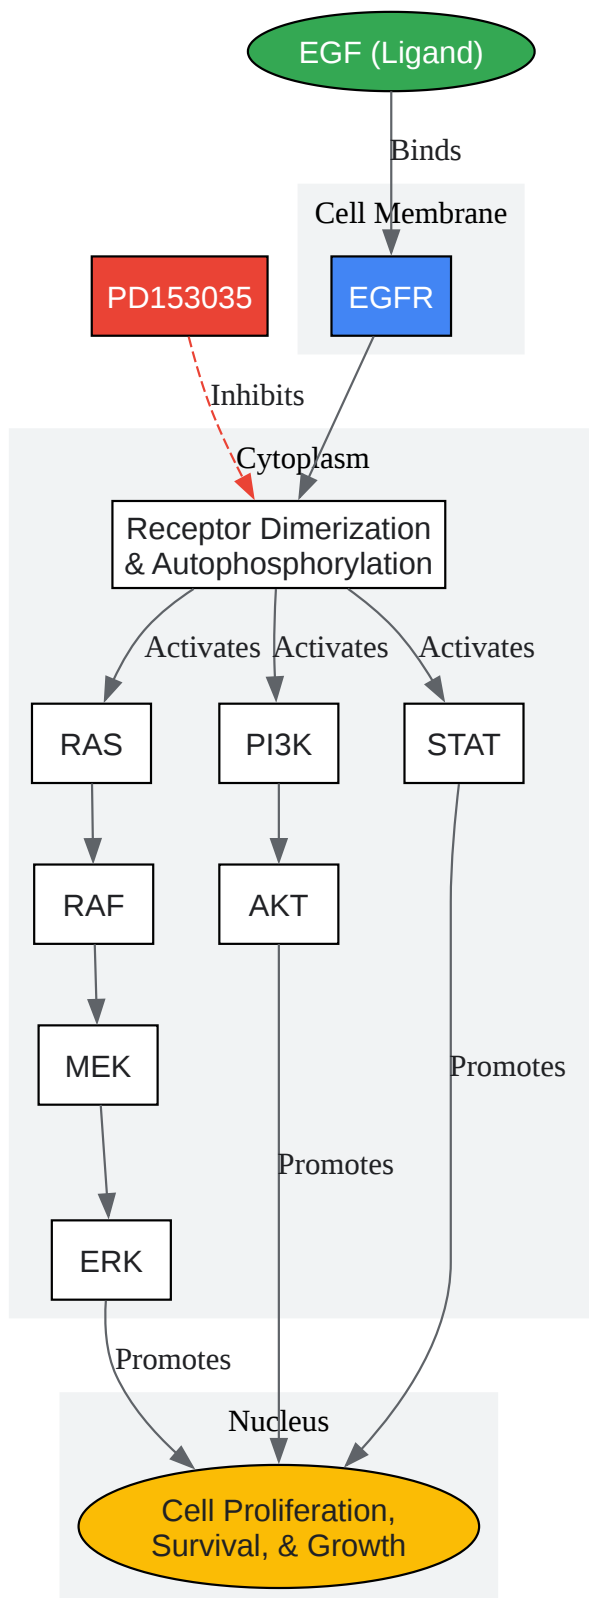 EGF (Ligand)
Binds
Cell Membrane
PD153035
EGFR
Inhibits
Cytoplasm
Receptor Dimerization
& Autophosphorylation
Activates
Activates
Activates
RAS
PI3K
STAT
RAF
AKT
MEK
Promotes
Promotes
ERK
Promotes
Nucleus
Cell Proliferation,
Survival, & Growth